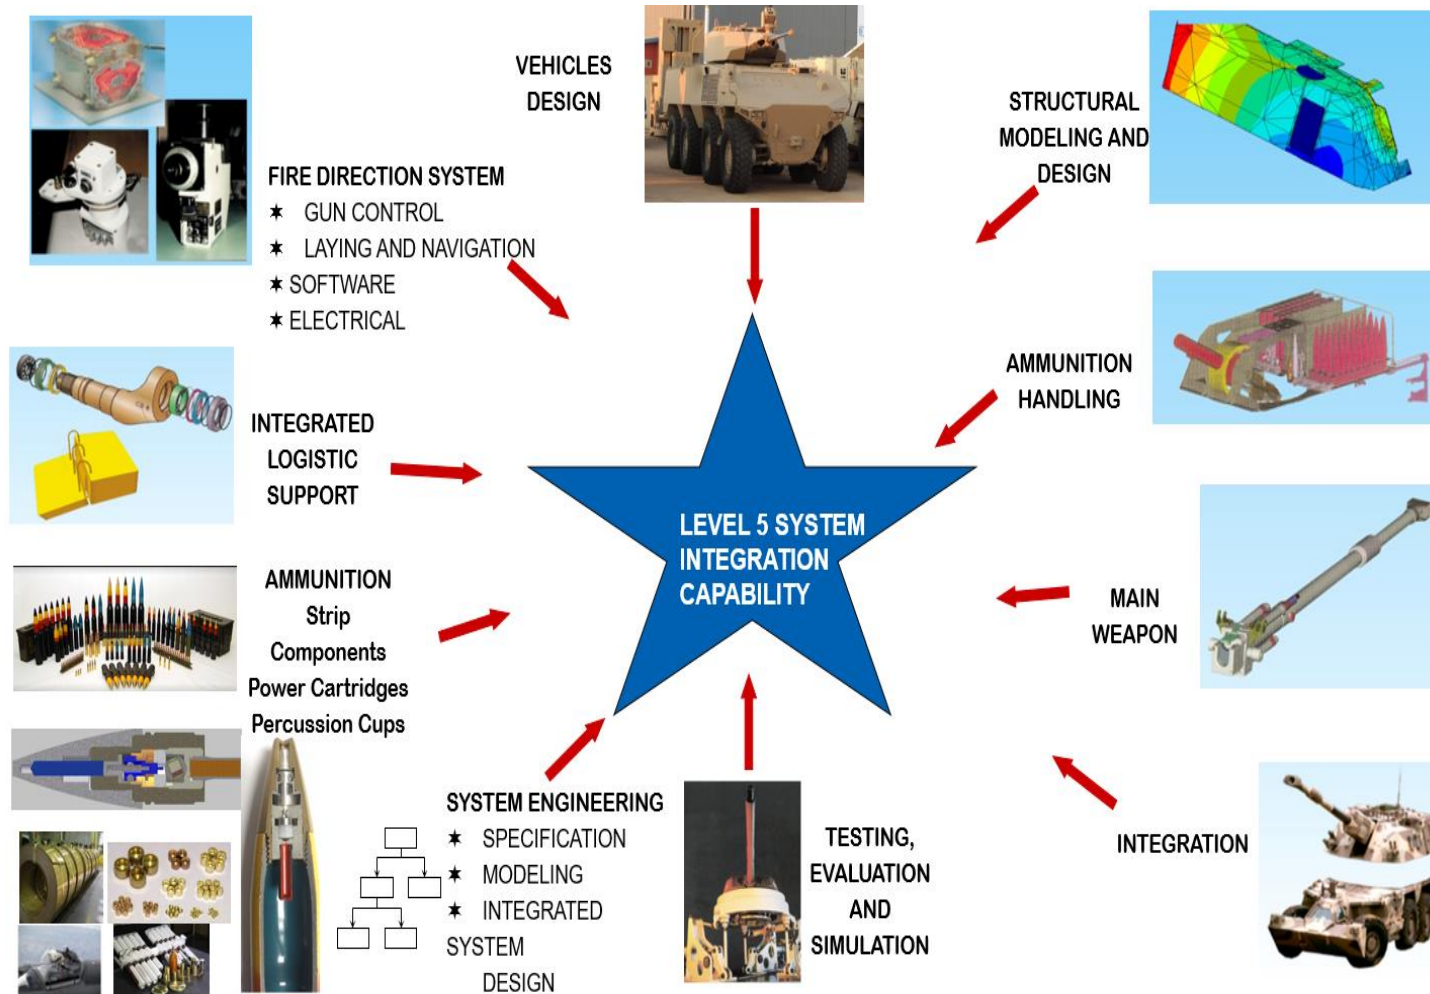 VEHICLES
DESIGN
STRUCTURAL
MODELING AND
DESIGN
FIRE DIRECTION SYSTEM
✶ GUN CONTROL
✶ LAYING AND NAVIGATION
✶ SOFTWARE
✶ ELECTRICAL
AMMUNITION
HANDLING
INTEGRATED
LOGISTIC
SUPPORT
LEVEL 5 SYSTEM
INTEGRATION
CAPABILITY
AMMUNITION
Strip
Components
Power Cartridges
Percussion Cups
MAIN
WEAPON
SYSTEM ENGINEERING
✶ SPECIFICATION
✶ MODELING
✶ INTEGRATED
SYSTEM
DESIGN
TESTING,
EVALUATION
AND
SIMULATION
INTEGRATION